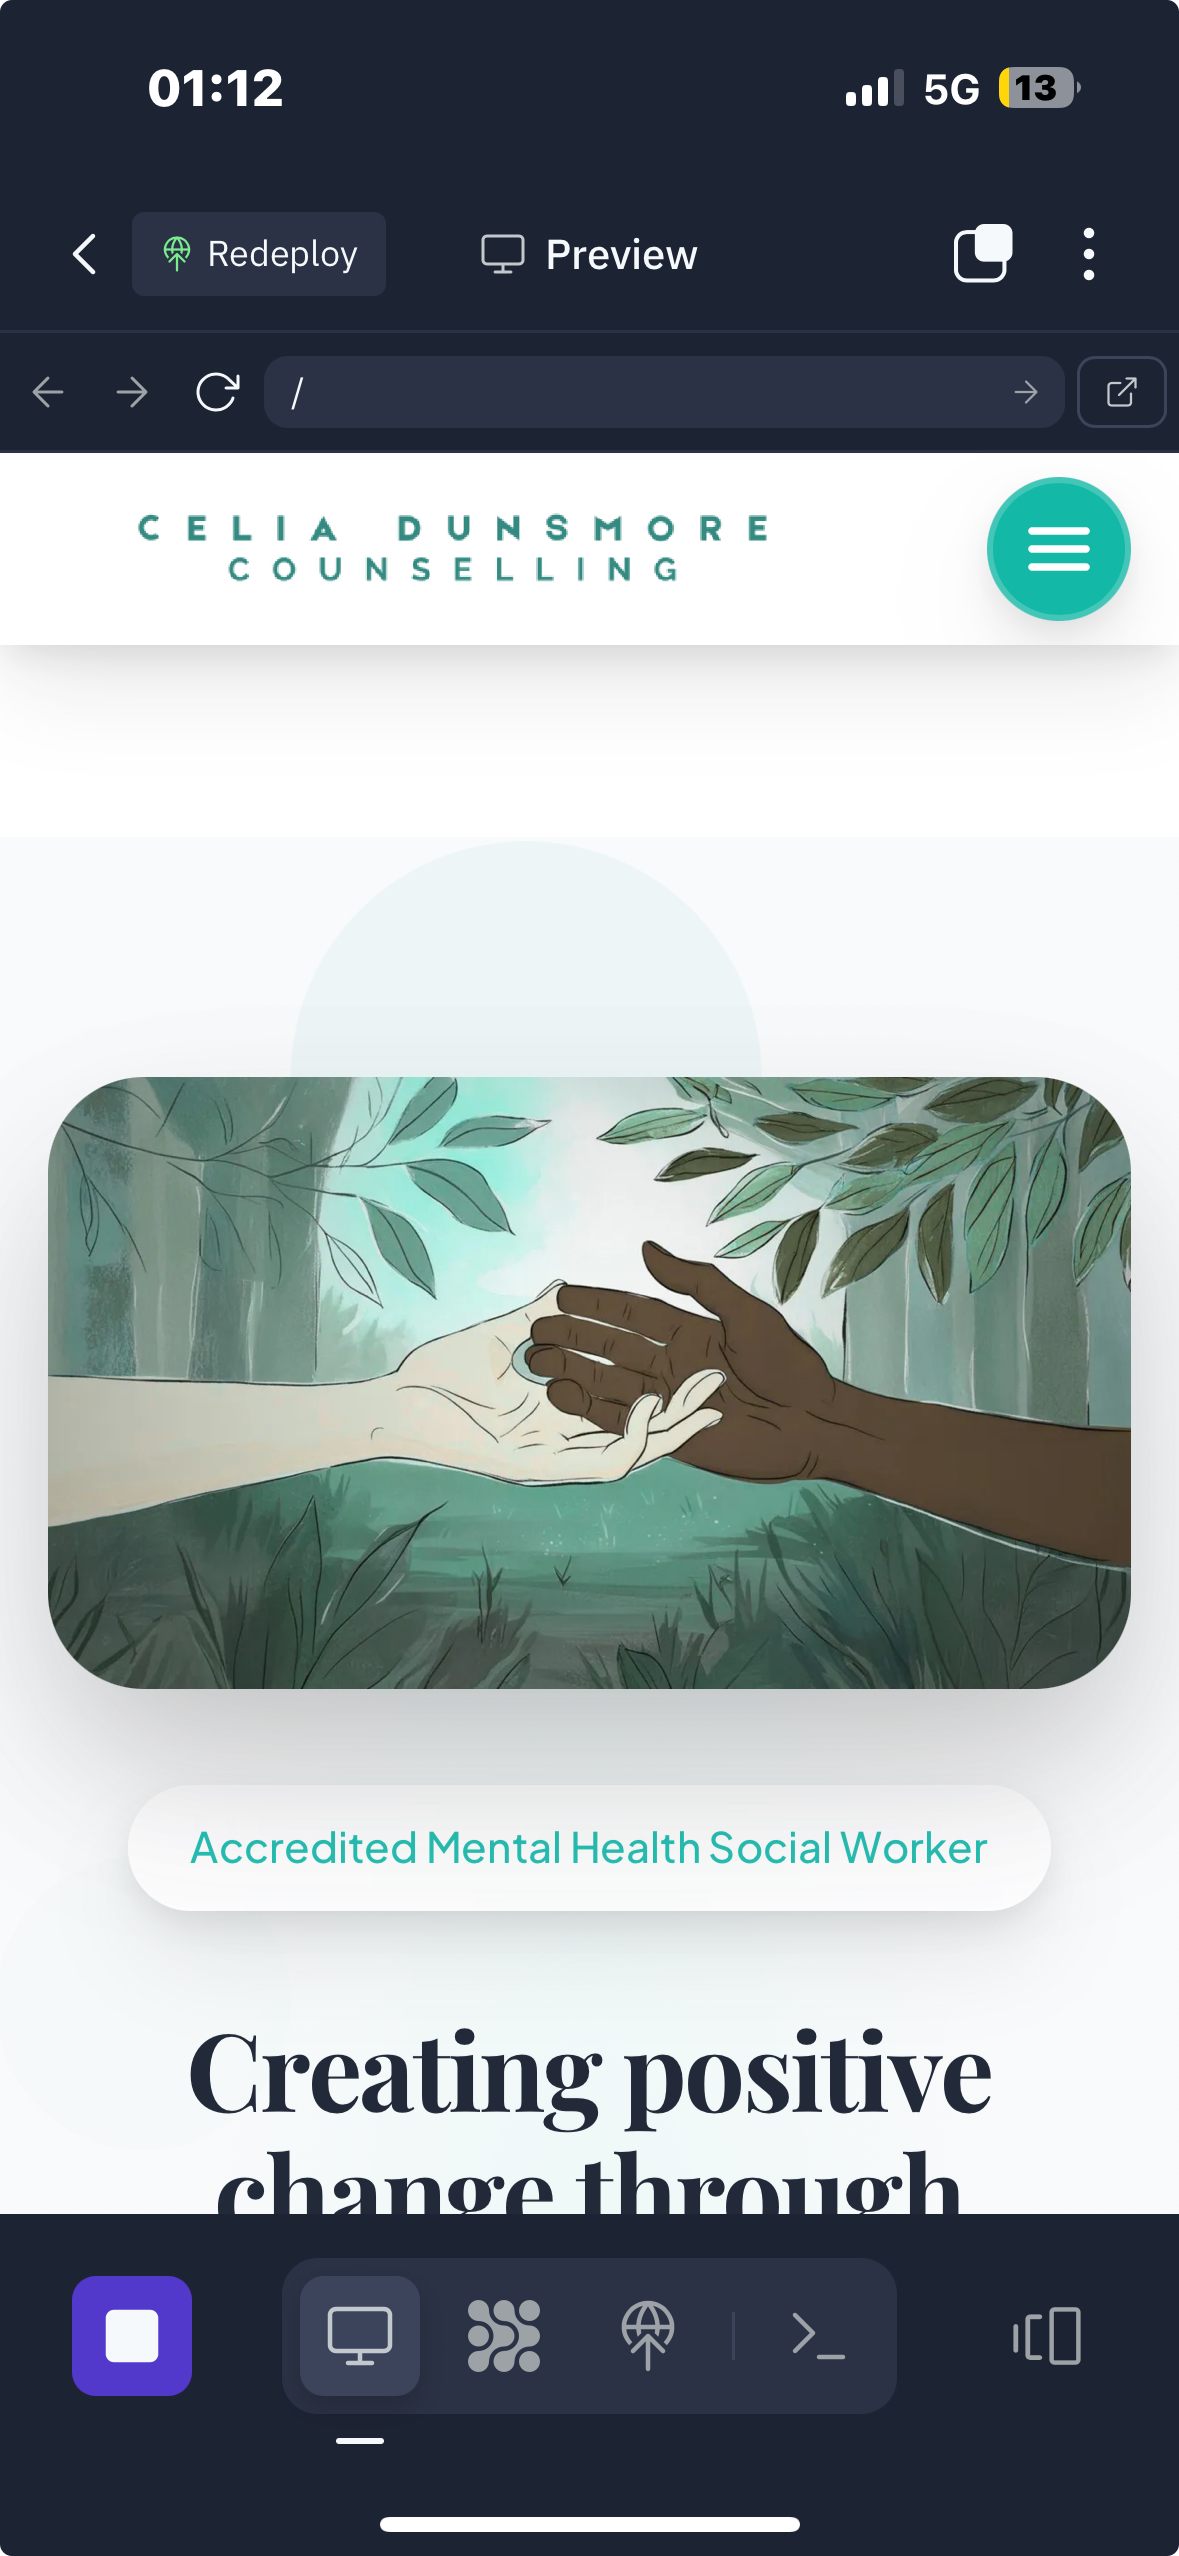 01:12
5G 13
Redeploy
Preview
/
CELIA DUNSMORE
COUNSELLING
Accredited Mental Health Social Worker
Creating positive
change through